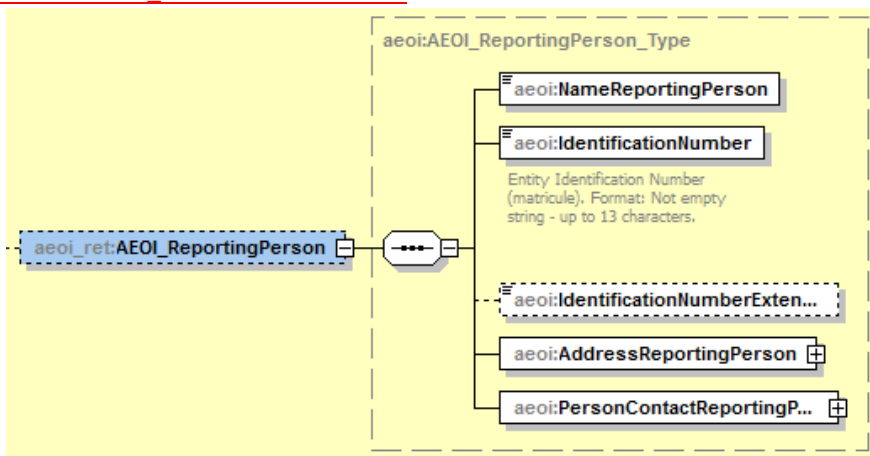 aeoi:AEOI_ReportingPerson_Type
aeoi:NameReportingPerson
aeoi:IdentificationNumber
Entity Identification Number
(matricule). Format: Not empty
string - up to 13 characters.
aeoi_ret:AEOI_ReportingPerson
aeoi:IdentificationNumberExten...
aeoi:AddressReportingPerson
aeoi:PersonContactReportingP...